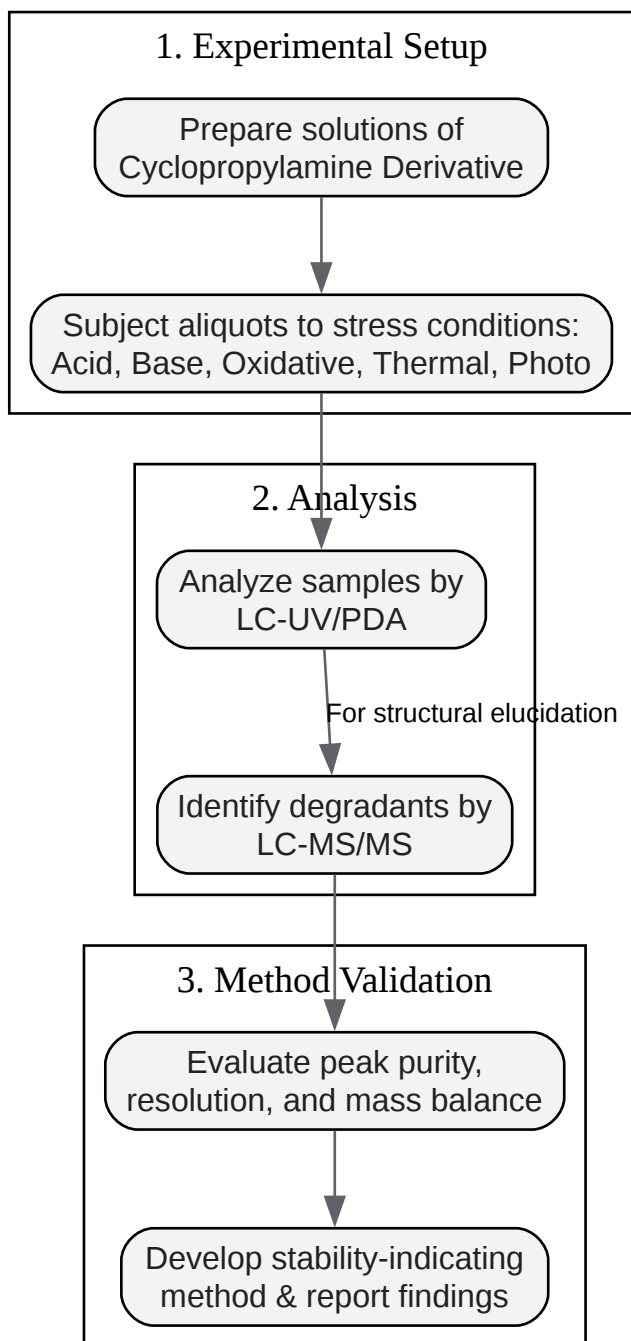 1. Experimental Setup
Prepare solutions of
Cyclopropylamine Derivative
Subject aliquots to stress conditions:
Acid, Base, Oxidative, Thermal, Photo
2. Analysis
Analyze samples by
LC-UV/PDA
For structural elucidation
Identify degradants by
LC-MS/MS
3. Method Validation
Evaluate peak purity,
resolution, and mass balance
Develop stability-indicating
method & report findings